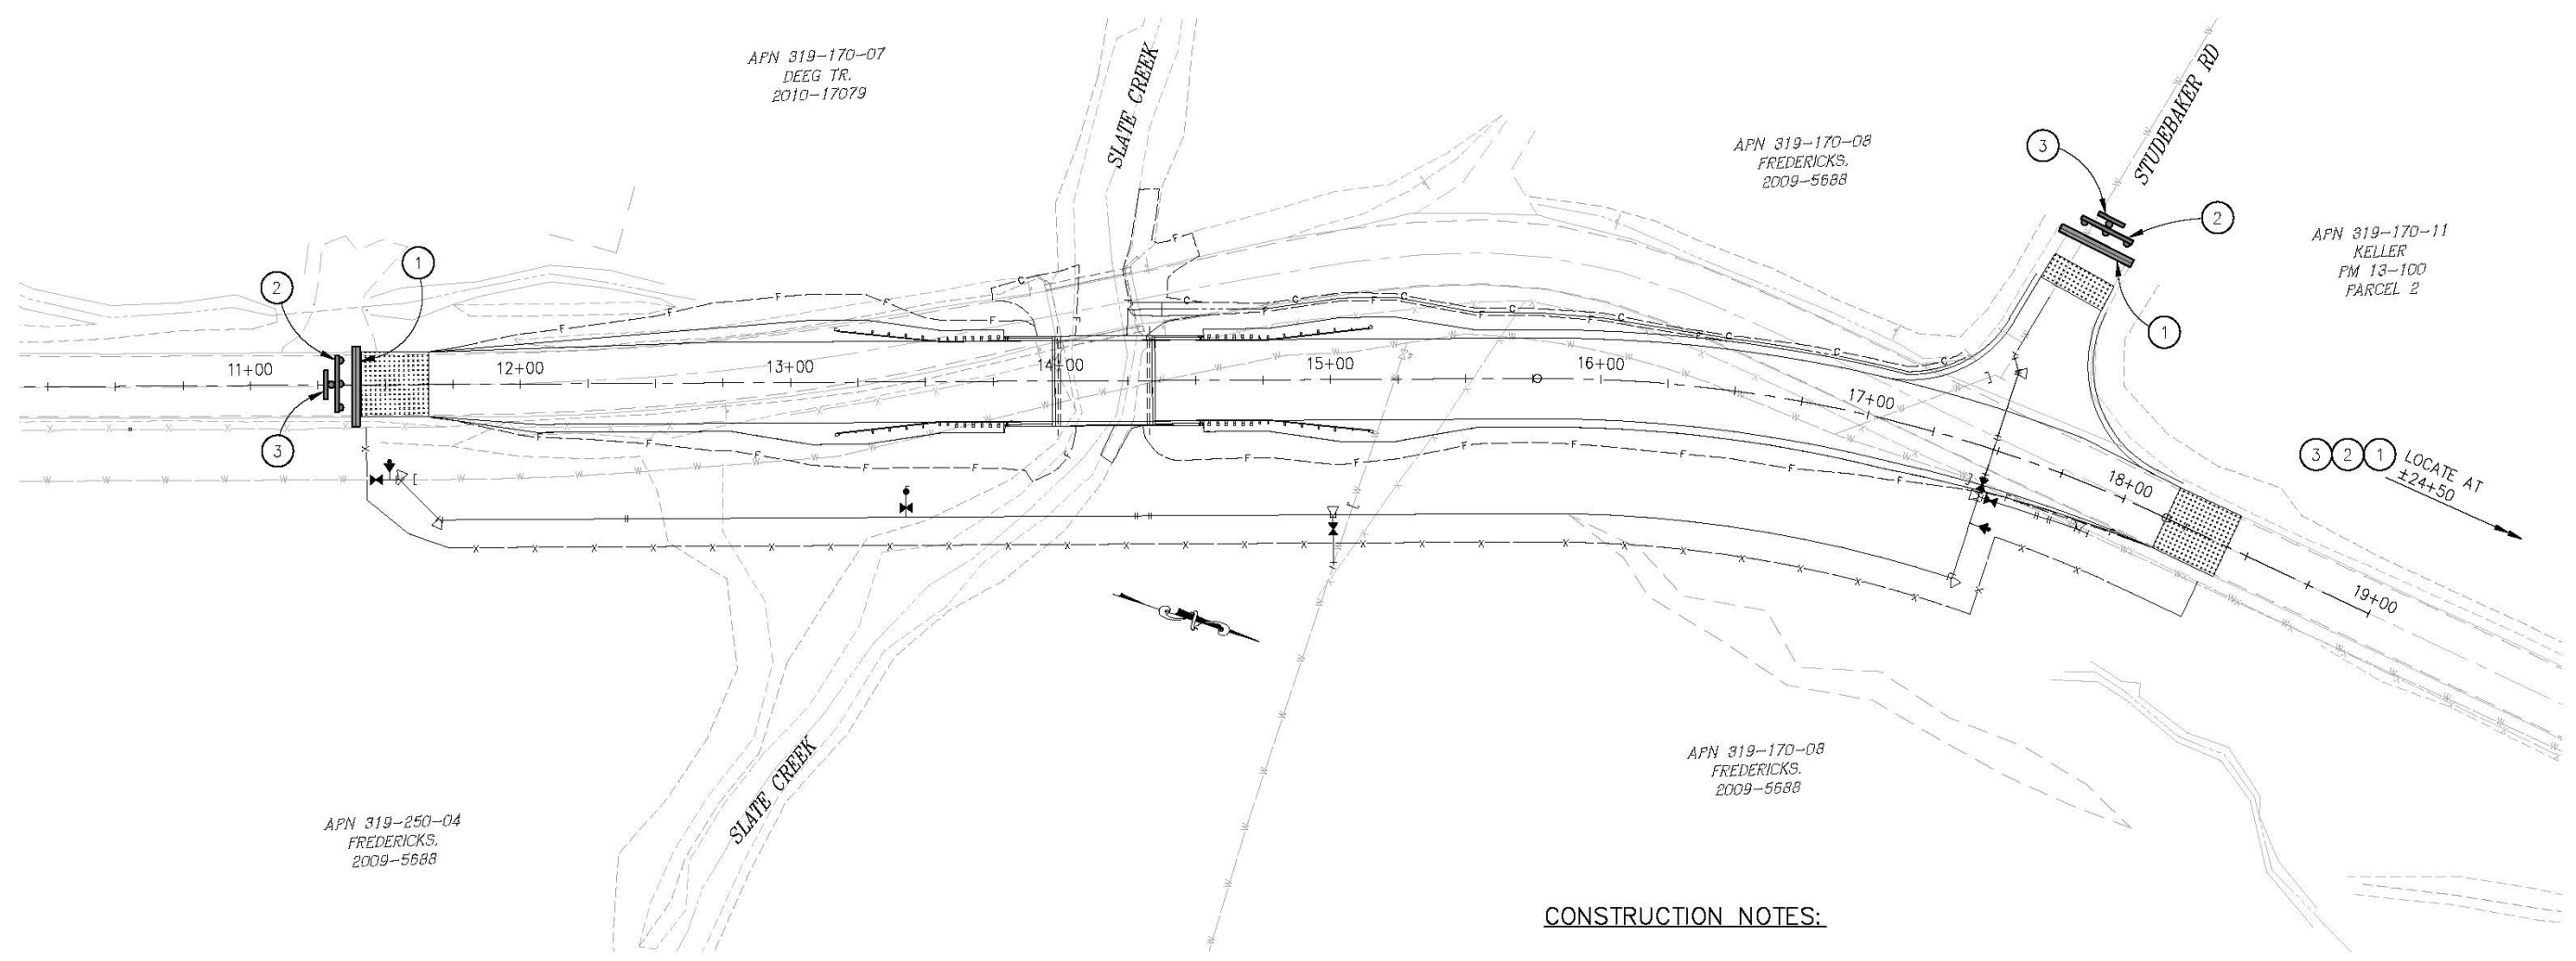 APN 319-170-07
DEEG TR.
2010-17079
SLATE CREEK
STUDEBAKER RD
APN 319-170-08
FREDERICKS.
2009-5688
APN 319-170-11
KELLER
PM 13-100
PARCEL 2
3
2
1
2
1
3
11+00
12+00
13+00
14+00
15+00
16+00
17+00
18+00
19+00
3 2 1 LOCATE AT
±24+50
SLATE CREEK
APN 319-250-04
FREDERICKS.
2009-5688
APN 319-170-08
FREDERICKS.
2009-5688
CONSTRUCTION NOTES: